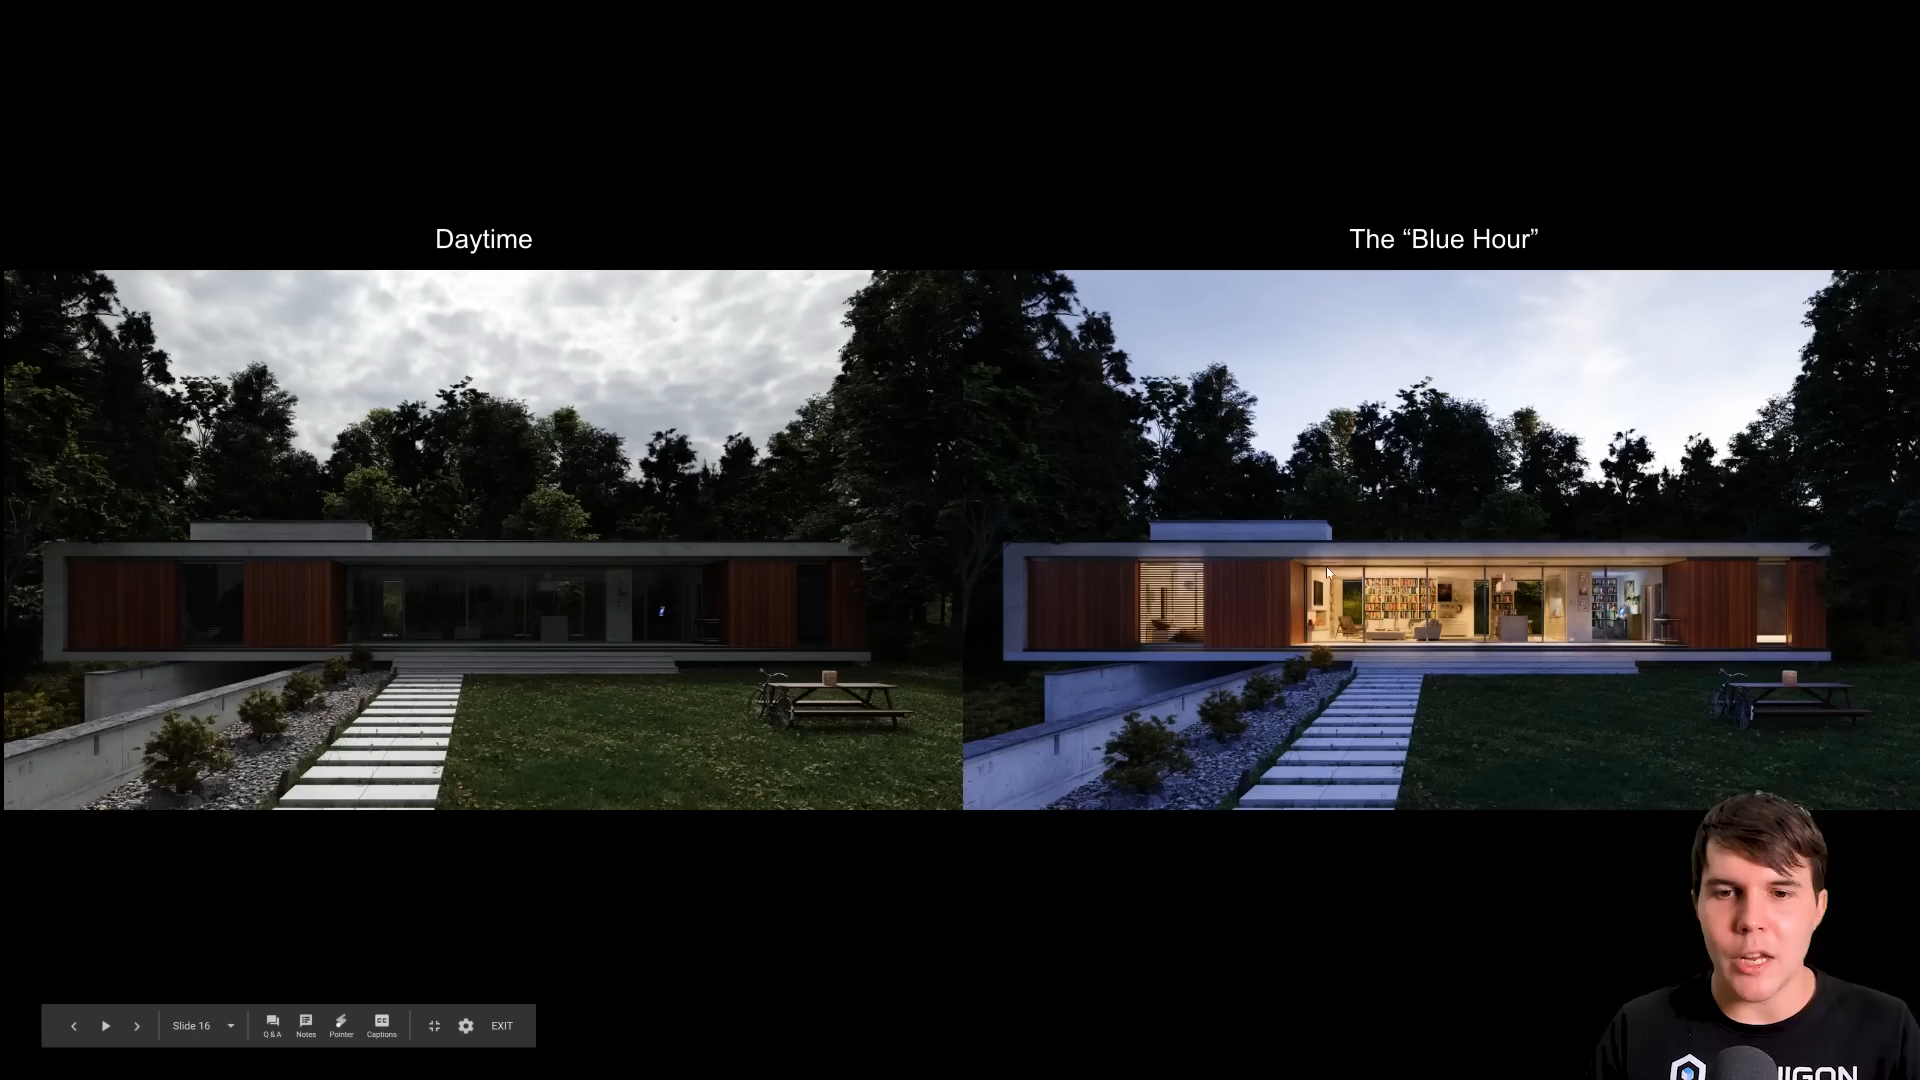 Daytime
The “Blue Hour”
Slide 16
Q & A
Notes
Pointer
Captions
EXIT